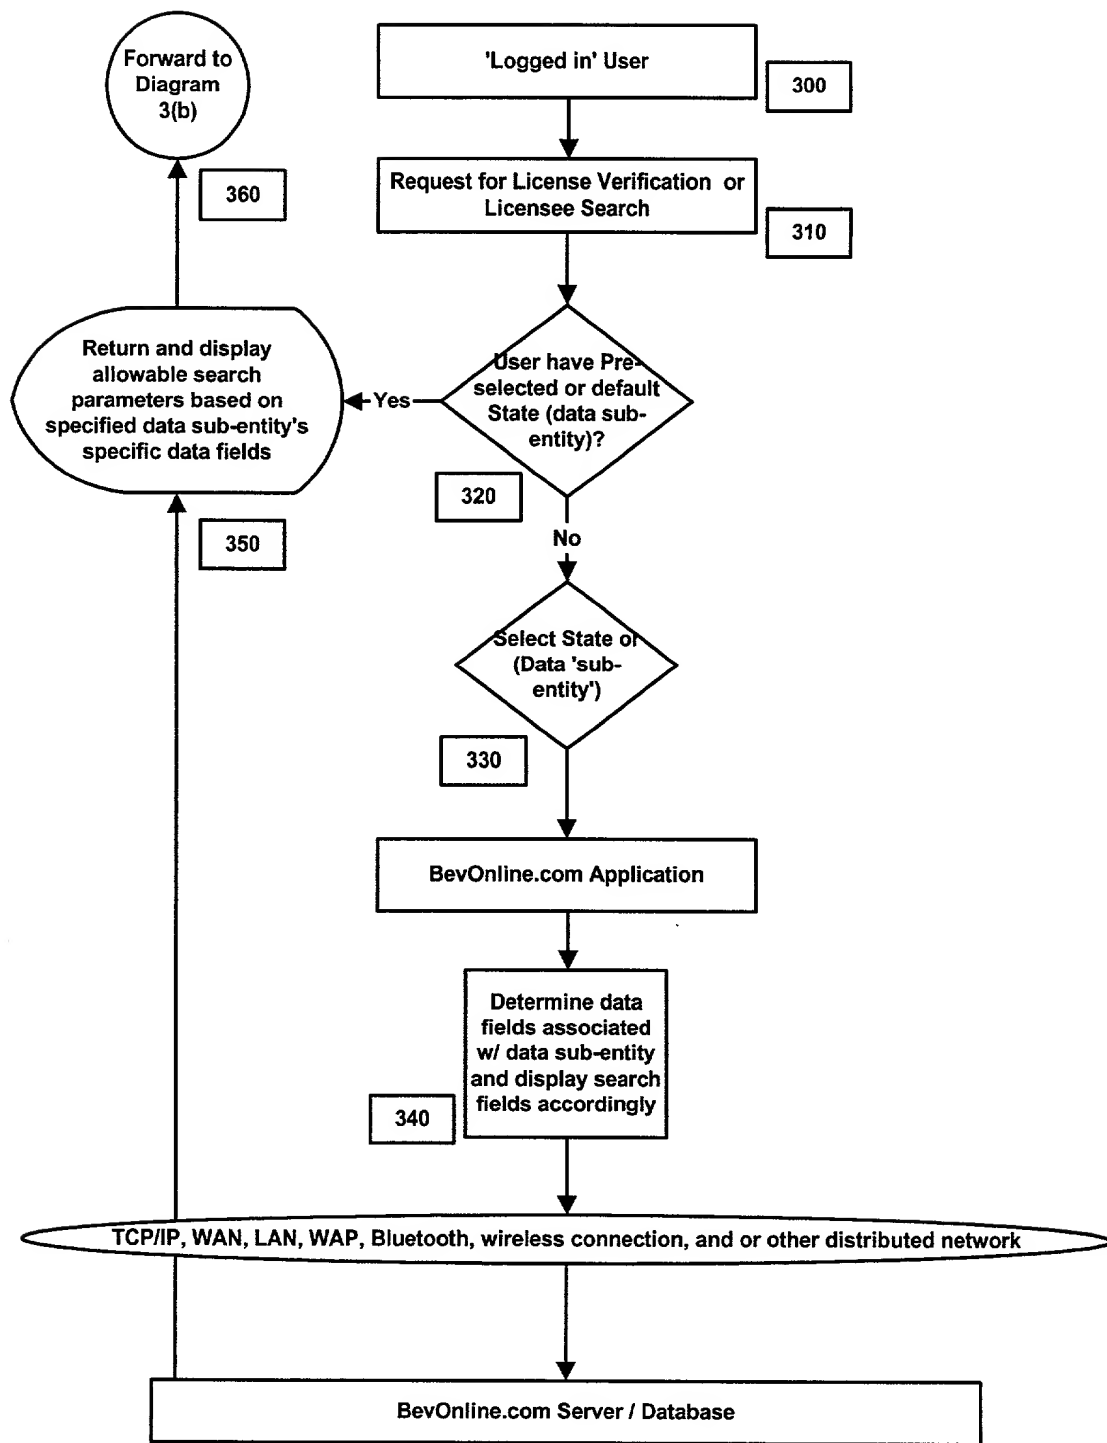 Forward to
Diagram
3(b)
'Logged in' User
300
Request for License Verification or
Licensee Search
360
310
Return and display
allowable search
parameters based on
specified data sub-entity's
specific data fields
Yes
User have Pre-
selected or default
State (data sub-
entity)?
320
350
No
Select State or
(Data 'sub-
entity')
330
BevOnline.com Application
Determine data
fields associated
w/ data sub-entity
and display search
fields accordingly
340
TCP/IP, WAN, LAN, WAP, Bluetooth, wireless connection, and or other distributed network
BevOnline.com Server / Database